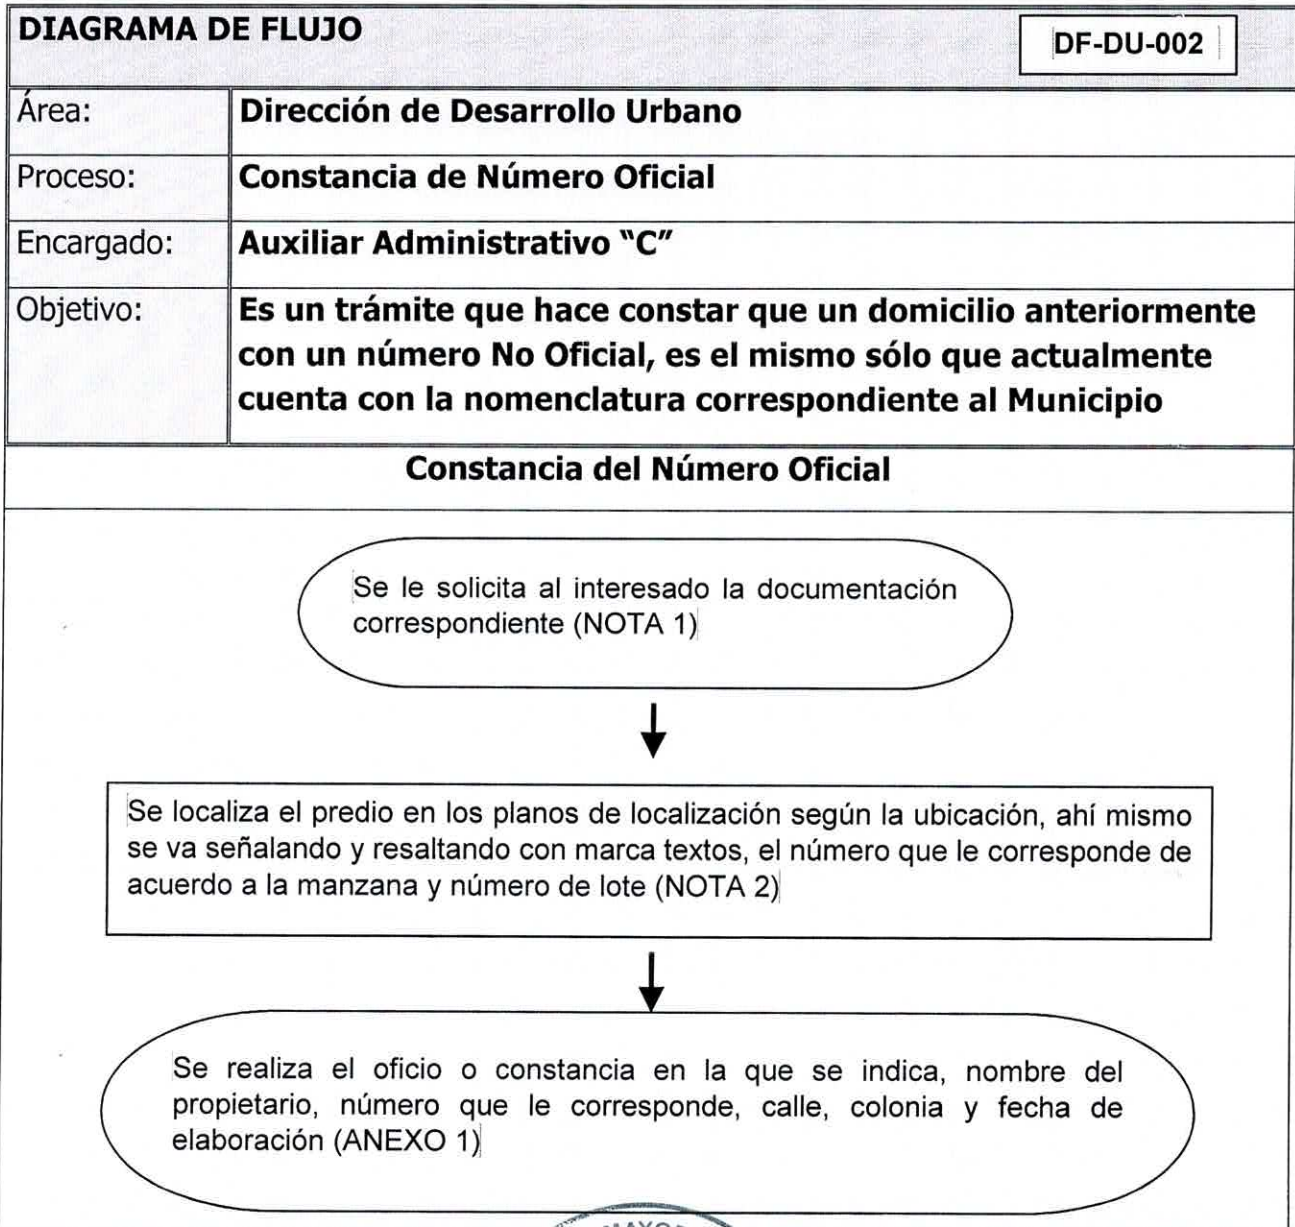 DIAGRAMA DE FLUJO
DF-DU-002
Área:
Dirección de Desarrollo Urbano
Proceso:
Constancia de Número Oficial
Encargado:
Auxiliar Administrativo “C”
Objetivo:
Es un trámite que hace constar que un domicilio anteriormente
con un número No Oficial, es el mismo sólo que actualmente
cuenta con la nomenclatura correspondiente al Municipio
Constancia del Número Oficial
Se le solicita al interesado la documentación
correspondiente (NOTA 1)
Se localiza el predio en los planos de localización según la ubicación, ahí mismo
se va señalando y resaltando con marca textos, el número que le corresponde de
acuerdo a la manzana y número de lote (NOTA 2)
Se realiza el oficio o constancia en la que se indica, nombre del
propietario, número que le corresponde, calle, colonia y fecha de
elaboración (ANEXO 1)